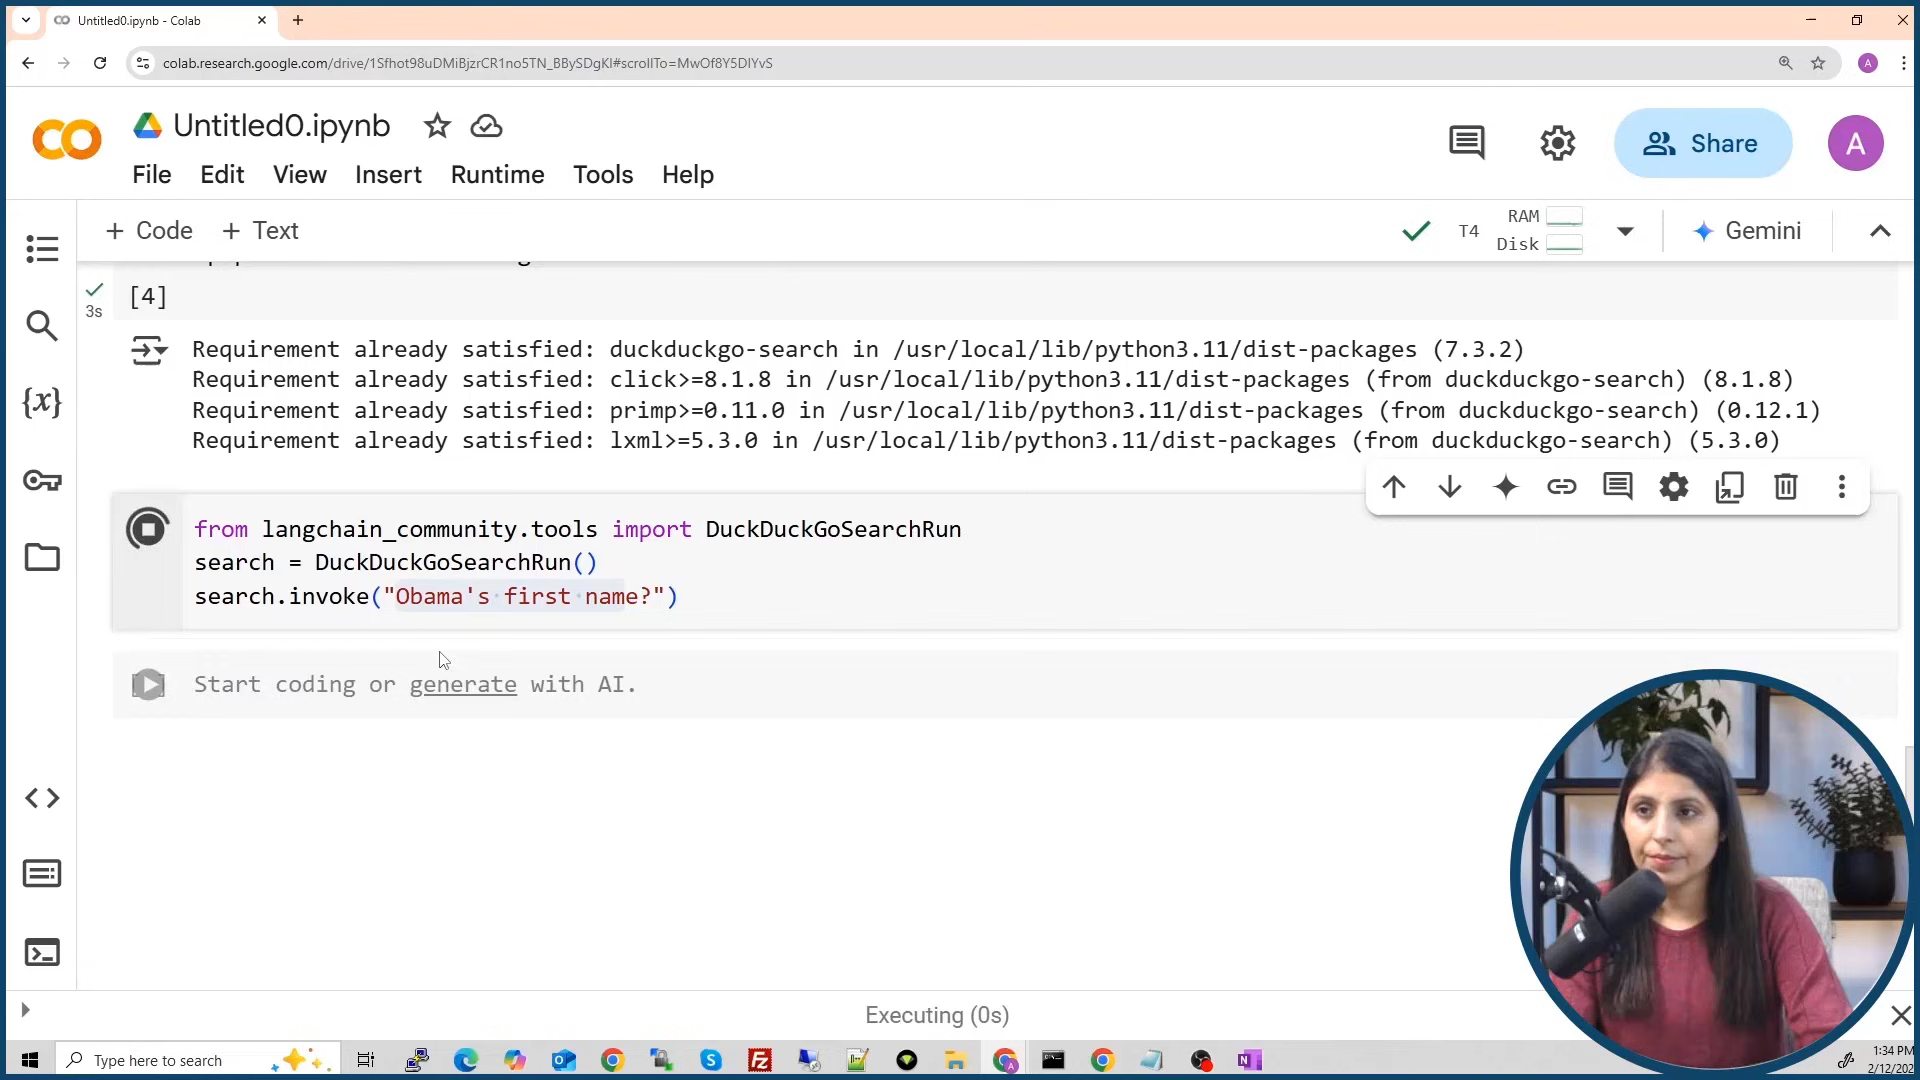 Untitled0.ipynb - Colab
colab.research.google.com/drive/1Sfhot98uDMiBjzrCR1no5TN_BBySDgKl#scrollTo=MwOf8Y5DIYvS
A
Untitled0.ipynb
File Edit View Insert Runtime Tools Help
Share
A
+ Code + Text
T4
RAM
Disk
Gemini
3s
[4]
Requirement already satisfied: duckduckgo-search in /usr/local/lib/python3.11/dist-packages (7.3.2)
Requirement already satisfied: click>=8.1.8 in /usr/local/lib/python3.11/dist-packages (from duckduckgo-search) (8.1.8)
Requirement already satisfied: primp>=0.11.0 in /usr/local/lib/python3.11/dist-packages (from duckduckgo-search) (0.12.1)
Requirement already satisfied: lxml>=5.3.0 in /usr/local/lib/python3.11/dist-packages (from duckduckgo-search) (5.3.0)
from langchain_community.tools import DuckDuckGoSearchRun
search = DuckDuckGoSearchRun()
search.invoke("Obama's first name?")
Start coding or generate with AI.
Executing (0s)
Type here to search
1:34 PM